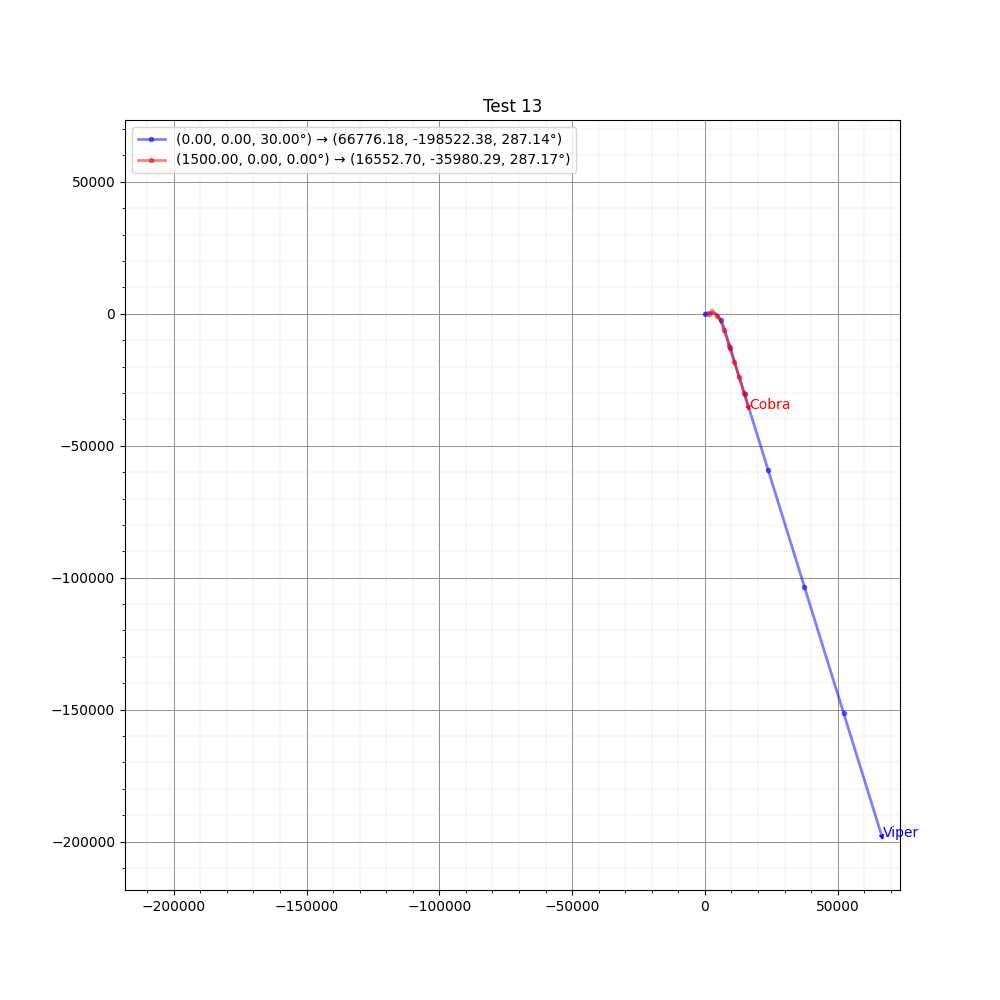 Test 13
(0.00, 0.00, 30.00°) → (66776.18, -198522.38, 287.14°)
(1500.00, 0.00, 0.00°) → (16552.70, -35980.29, 287.17°)
50000
0
Cobra
−50000
−100000
−150000
Viper
−200000
−200000 −150000 −100000 −50000 0 50000